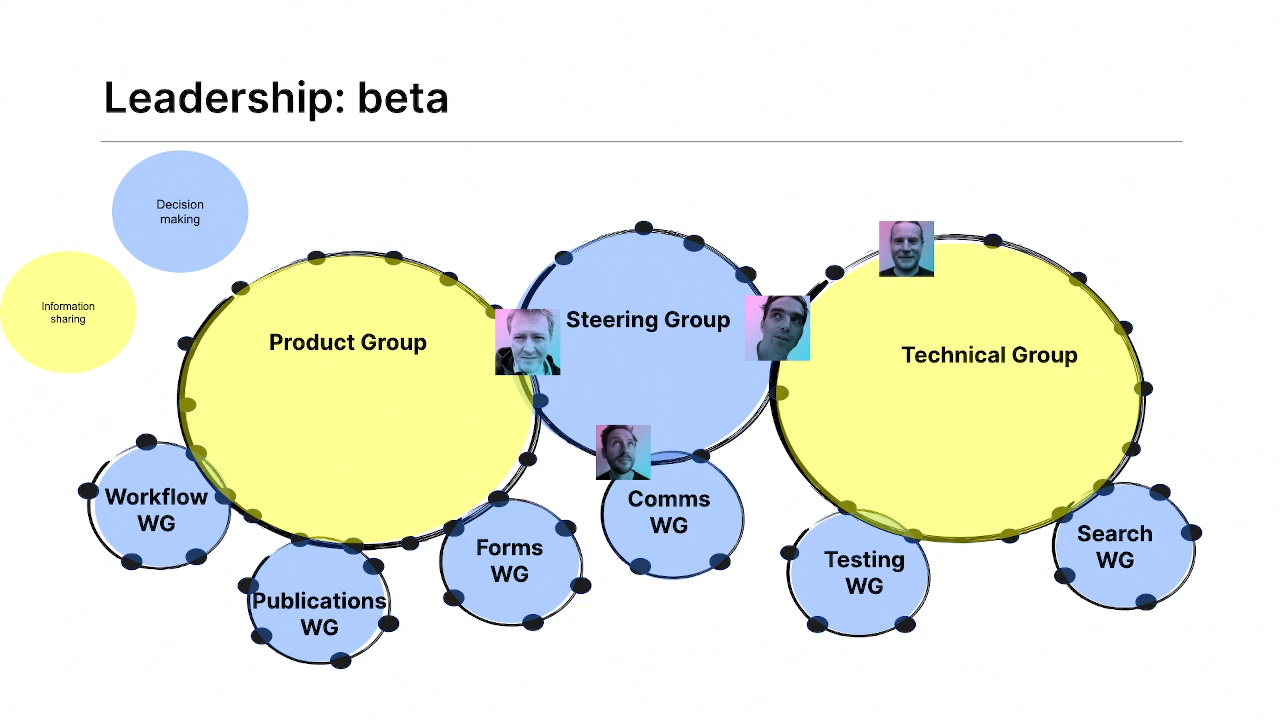 Leadership: beta
Decision
making
Information
sharing
Product Group
Steering Group
Technical Group
Workflow
WG
Publications
WG
Forms
WG
Comms
WG
Testing
WG
Search
WG